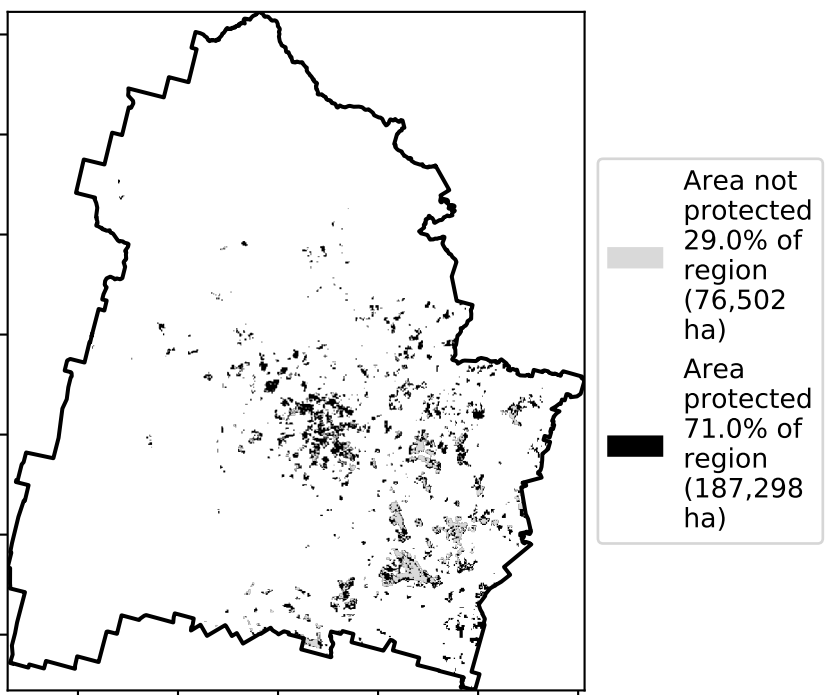 Area not
protected
29.0% of
region
(76,502
ha)
Area
protected
71.0% of
region
(187,298
ha)